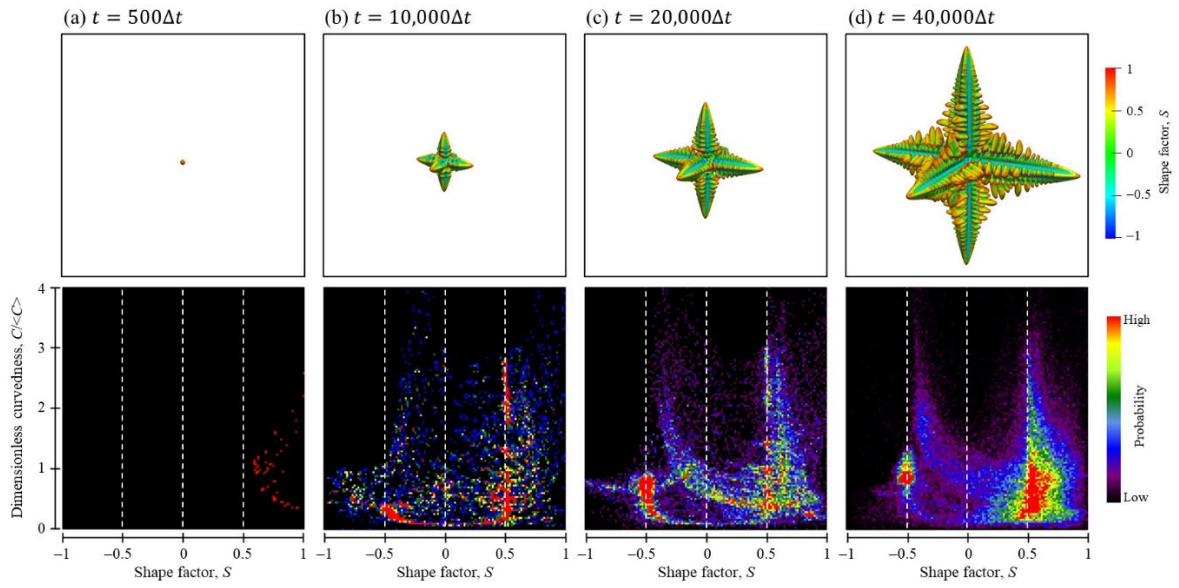 (a) t = 500Δt
(b) t = 10,000Δt
(c) t = 20,000Δt
(d) t = 40,000Δt
1
0.5
0
−0.5
−1
Shape factor, S
Dimensionless curvedness, C/<C>
4
3
2
1
0
−1 −0.5 0 0.5 1
Shape factor, S
−1 −0.5 0 0.5 1
Shape factor, S
−1 −0.5 0 0.5 1
Shape factor, S
−1 −0.5 0 0.5 1
Shape factor, S
High
Probability
Low